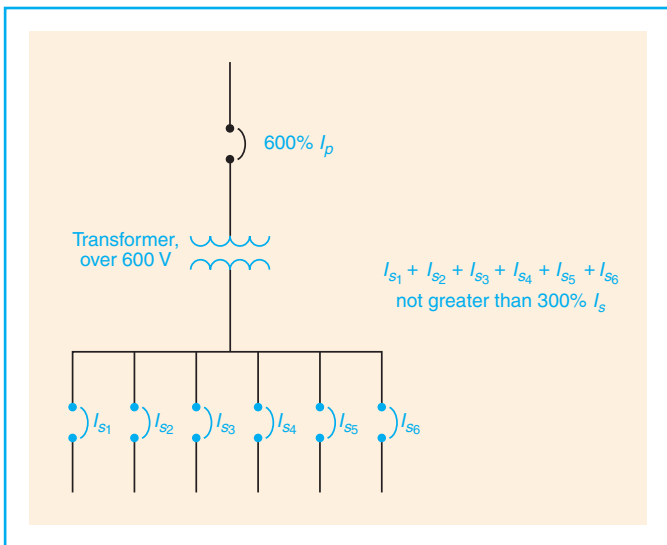 600% Ip
Transformer,
over 600 V
Is1 + Is2 + Is3 + Is4 + Is5 + Is6
not greater than 300% Is
Is1 Is2 Is3 Is4 Is5 Is6